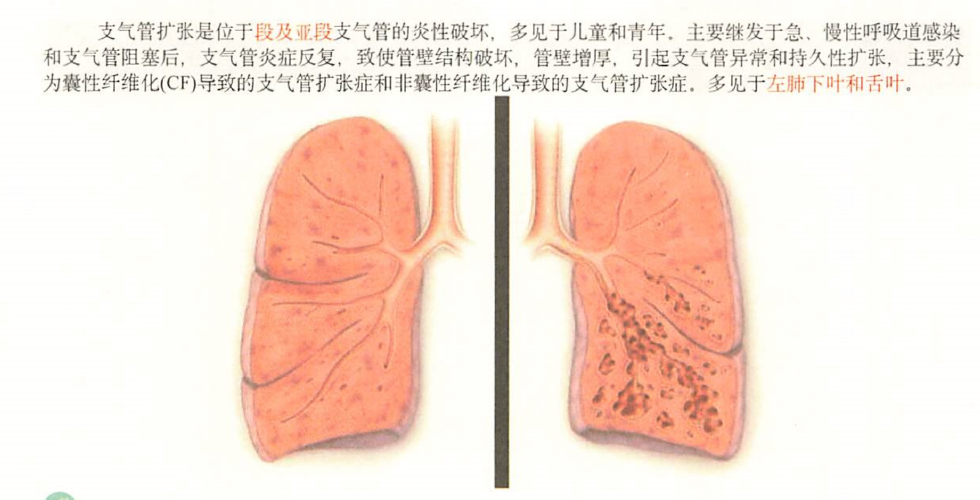 支气管扩张是位于段及亚段支气管的炎性破坏，多见于儿童和青年。主要继发于急、慢性呼吸道感染
和支气管阻塞后，支气管炎症反复，致使管壁结构破坏，管壁增厚，引起支气管异常和持久性扩张，主要分
为囊性纤维化(CF)导致的支气管扩张症和非囊性纤维化导致的支气管扩张症。多见于左肺下叶和舌叶。